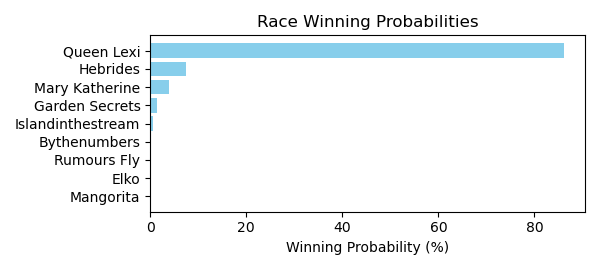 Race Winning Probabilities
Queen Lexi
Hebrides
Mary Katherine
Garden Secrets
Islandinthestream
Bythenumbers
Rumours Fly
Elko
Mangorita
0 20 40 60 80
Winning Probability (%)